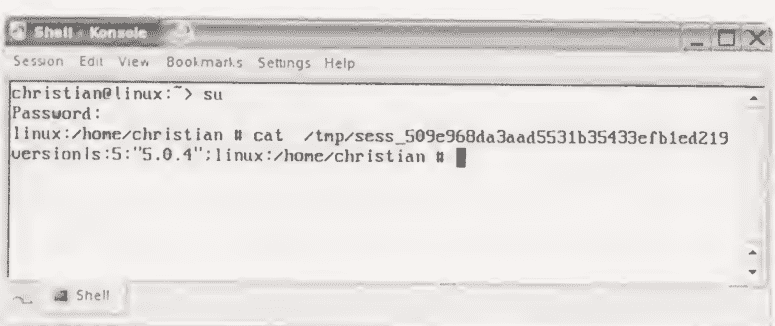 Shell - Konsole
Session Edit View Bookmarks Settings Help
christian@linux:~> su
Password:
linux:/home/christian # cat  /tmp/sess_509e968da3aad5531b35433efb1ed219
version|s:5:"5.0.4";linux:/home/christian #
Shell